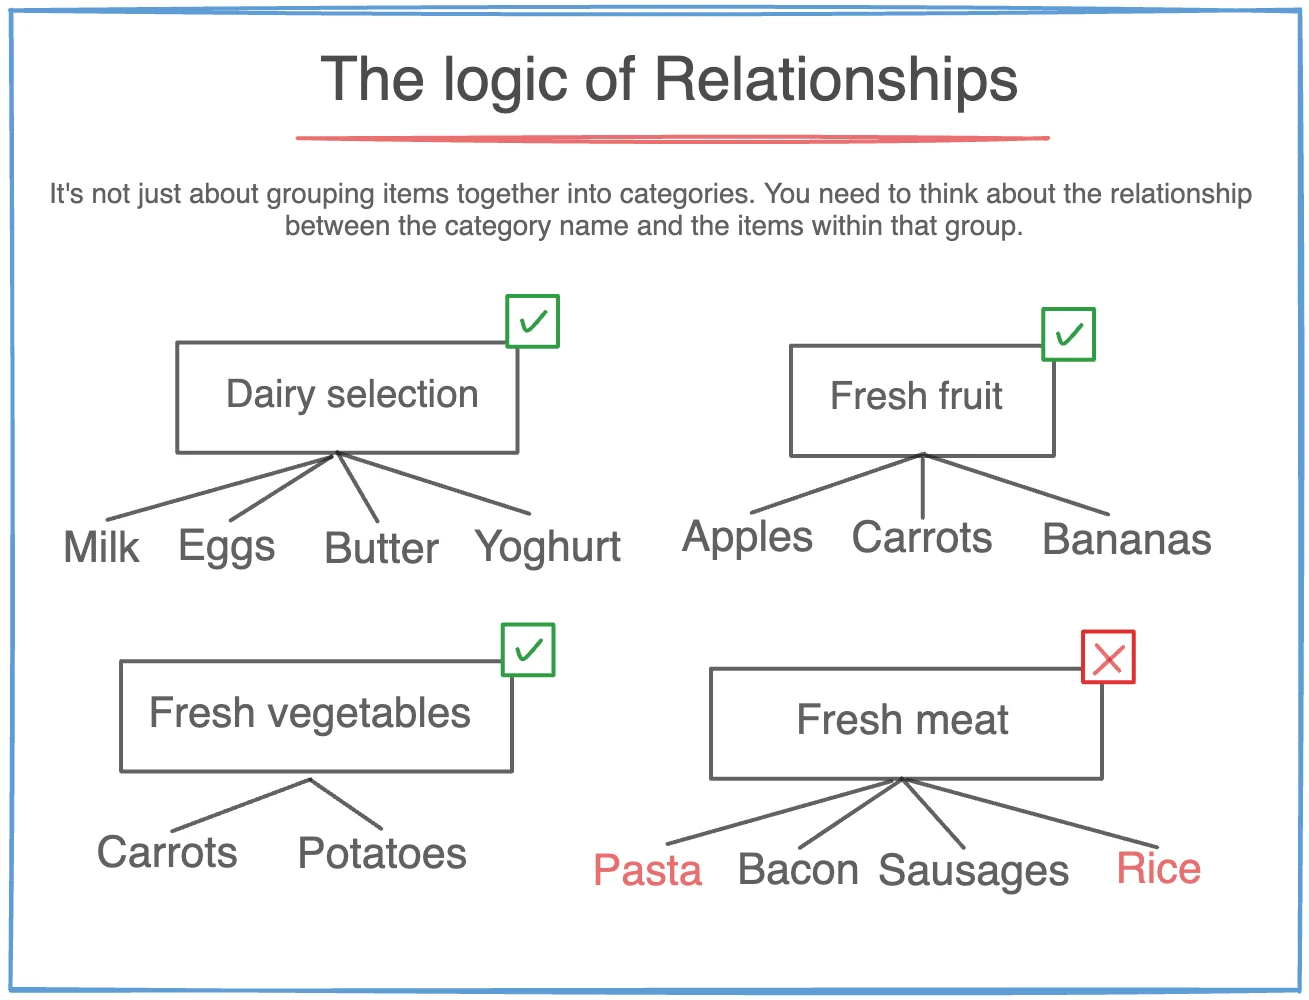 The logic of Relationships
It's not just about grouping items together into categories. You need to think about the relationship
between the category name and the items within that group.
Dairy selection
Milk Eggs Butter Yoghurt
Fresh fruit
Apples Carrots Bananas
Fresh vegetables
Carrots Potatoes
Fresh meat
Pasta Bacon Sausages Rice